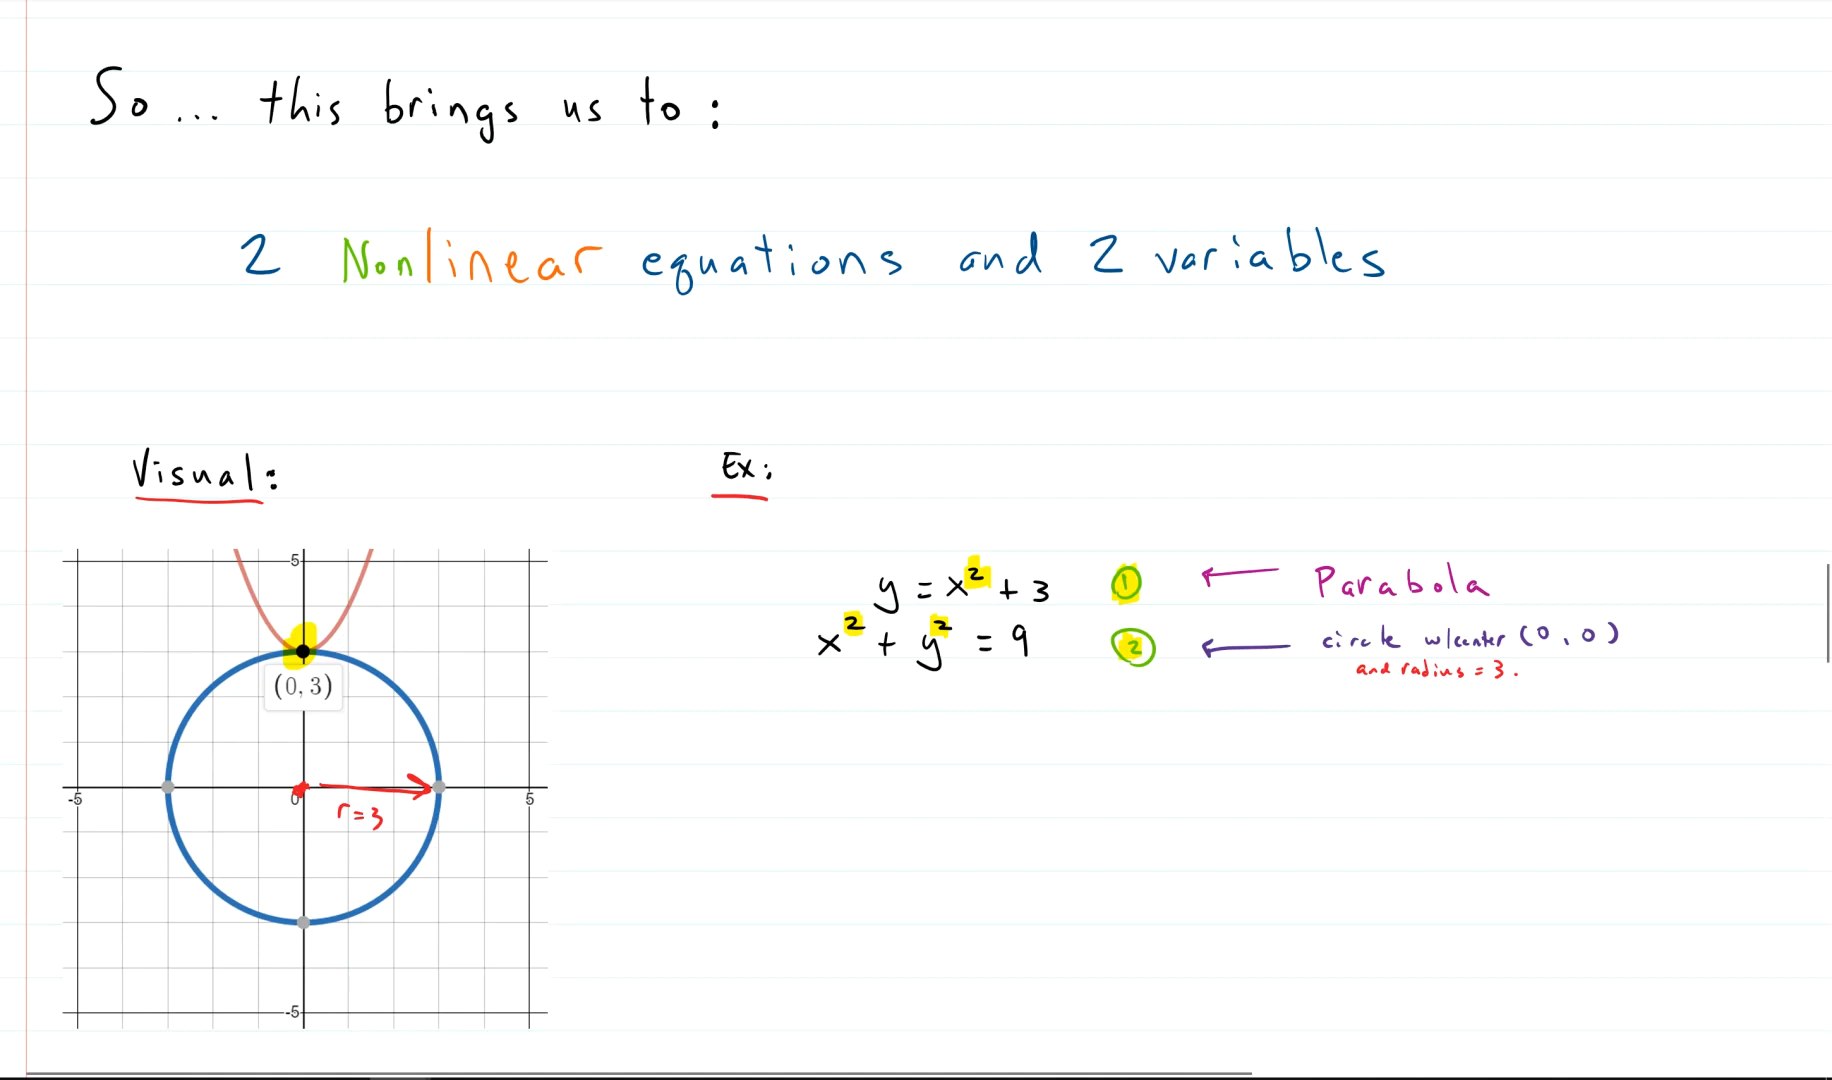 So... this brings us to:
2 Nonlinear equations and 2 variables
Visual:
Ex:
5
(0, 3)
-5
0
5
r=3
-5
y = x² + 3 ① ← Parabola
x² + y² = 9 ② ← circle w/center (0,0)
and radius = 3.